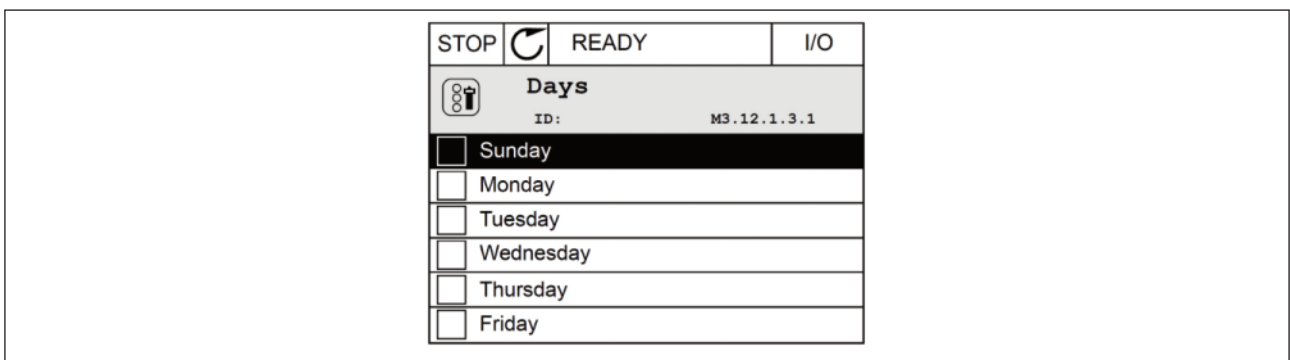 STOP READY I/O
Days
ID: M3.12.1.3.1
Sunday
Monday
Tuesday
Wednesday
Thursday
Friday